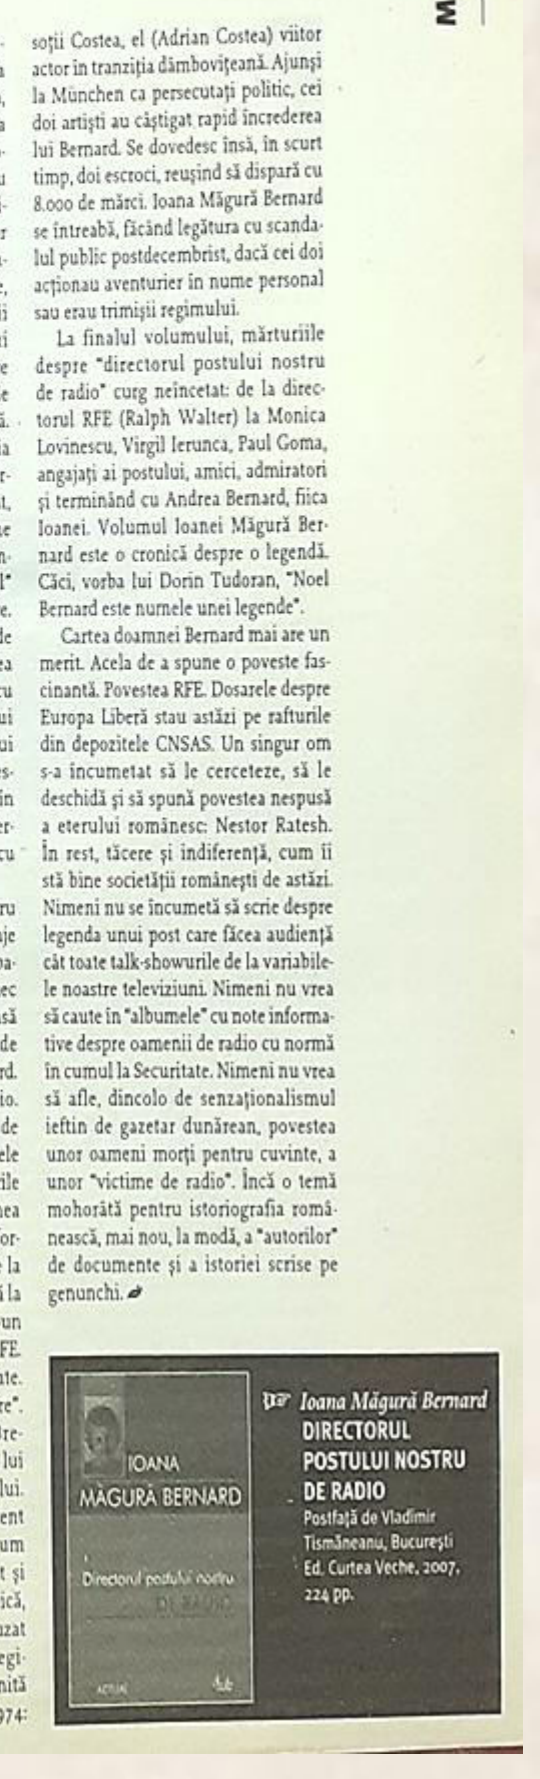 M
soții Costea, el (Adrian Costea) viitor
actor în tranziția dâmbovițeană. Ajunși
la München ca persecutați politic, cei
doi artiști au câștigat rapid încrederea
lui Bernard. Se dovedesc însă, în scurt
timp, doi escroci, reușind să dispară cu
8.000 de mărci. Ioana Măgură Bernard
se întreabă, făcând legătura cu scanda-
lul public postdecembrist, dacă cei doi
acționau aventurier în nume personal
sau erau trimișii regimului.
La finalul volumului, mărturiile
despre "directorul postului nostru
de radio" curg neîncetat: de la direc-
torul RFE (Ralph Walter) la Monica
Lovinescu, Virgil Ierunca, Paul Goma,
angajați ai postului, amici, admiratori
și terminând cu Andrea Bernard, fiica
Ioanei. Volumul Ioanei Măgură Ber-
nard este o cronică despre o legendă.
Căci, vorba lui Dorin Tudoran, "Noel
Bernard este numele unei legende".
Cartea doamnei Bernard mai are un
merit. Acela de a spune o poveste fas-
cinantă. Povestea RFE. Dosarele despre
Europa Liberă stau astăzi pe rafturile
din depozitele CNSAS. Un singur om
s-a încumetat să le cerceteze, să le
deschidă și să spună povestea nespusă
a eterului românesc: Nestor Ratesh.
În rest, tăcere și indiferență, cum îi
stă bine societății românești de astăzi.
Nimeni nu se încumetă să scrie despre
legenda unui post care făcea audiență
cât toate talk-showurile de la variabile-
le noastre televiziuni. Nimeni nu vrea
să caute în "albumele" cu note informa-
tive despre oamenii de radio cu normă
în cumul la Securitate. Nimeni nu vrea
să afle, dincolo de senzaționalismul
ieftin de gazetar dunărean, povestea
unor oameni morți pentru cuvinte, a
unor "victime de radio". Încă o temă
mohorâtă pentru istoriografia româ-
nească, mai nou, la modă, a "autorilor"
de documente și a istoriei scrise pe
genunchi.
IOANA
MĂGURĂ BERNARD
Directorul postului nostru
DE RADIO
ACTUAL
Ioana Măgură Bernard
DIRECTORUL
POSTULUI NOSTRU
DE RADIO
Postfață de Vladimir
Tismăneanu, București
Ed. Curtea Veche, 2007,
224 pp.